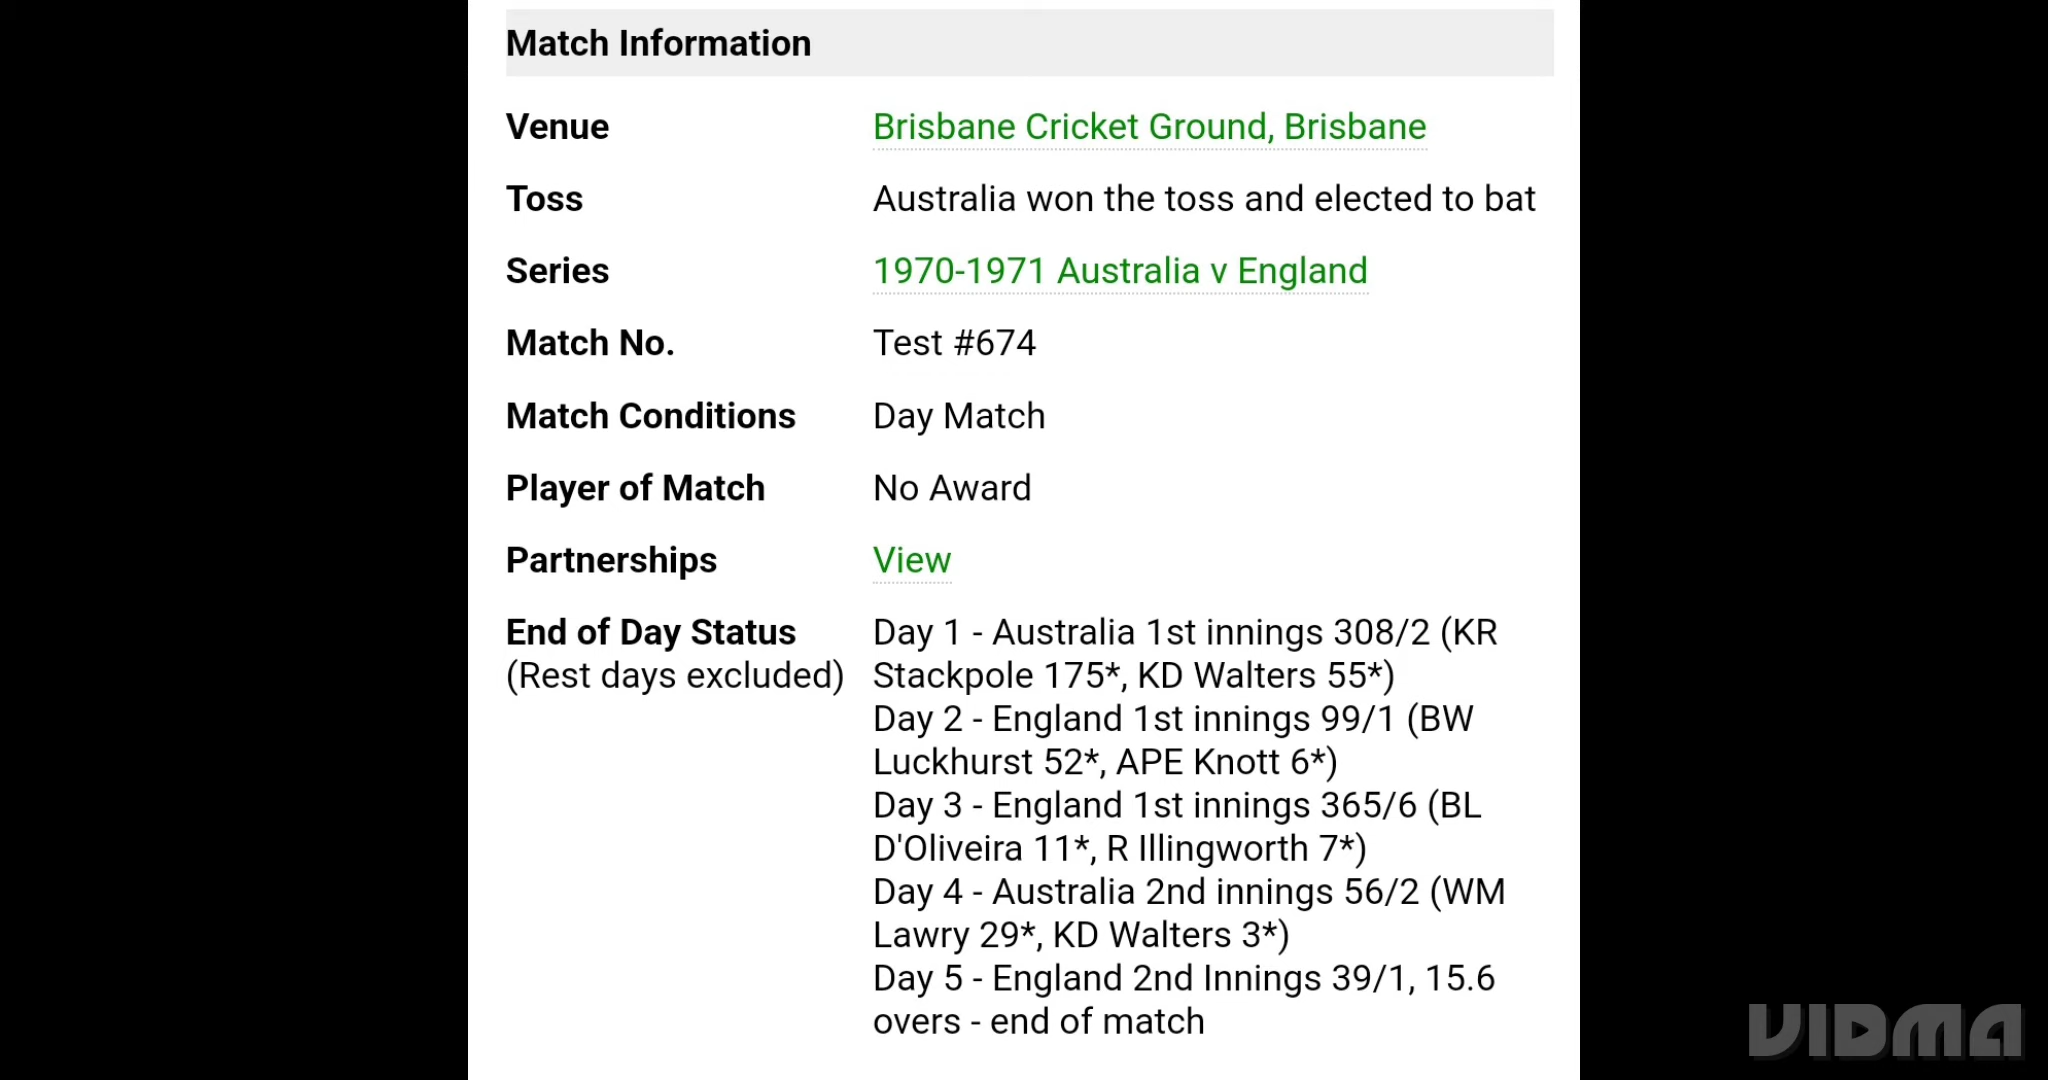 Match Information
Venue
Brisbane Cricket Ground, Brisbane
Toss
Australia won the toss and elected to bat
Series
1970-1971 Australia v England
Match No.
Test #674
Match Conditions
Day Match
Player of Match
No Award
Partnerships
View
End of Day Status
(Rest days excluded)
Day 1 - Australia 1st innings 308/2 (KR
Stackpole 175*, KD Walters 55*)
Day 2 - England 1st innings 99/1 (BW
Luckhurst 52*, APE Knott 6*)
Day 3 - England 1st innings 365/6 (BL
D'Oliveira 11*, R Illingworth 7*)
Day 4 - Australia 2nd innings 56/2 (WM
Lawry 29*, KD Walters 3*)
Day 5 - England 2nd Innings 39/1, 15.6
overs - end of match
VIDMA